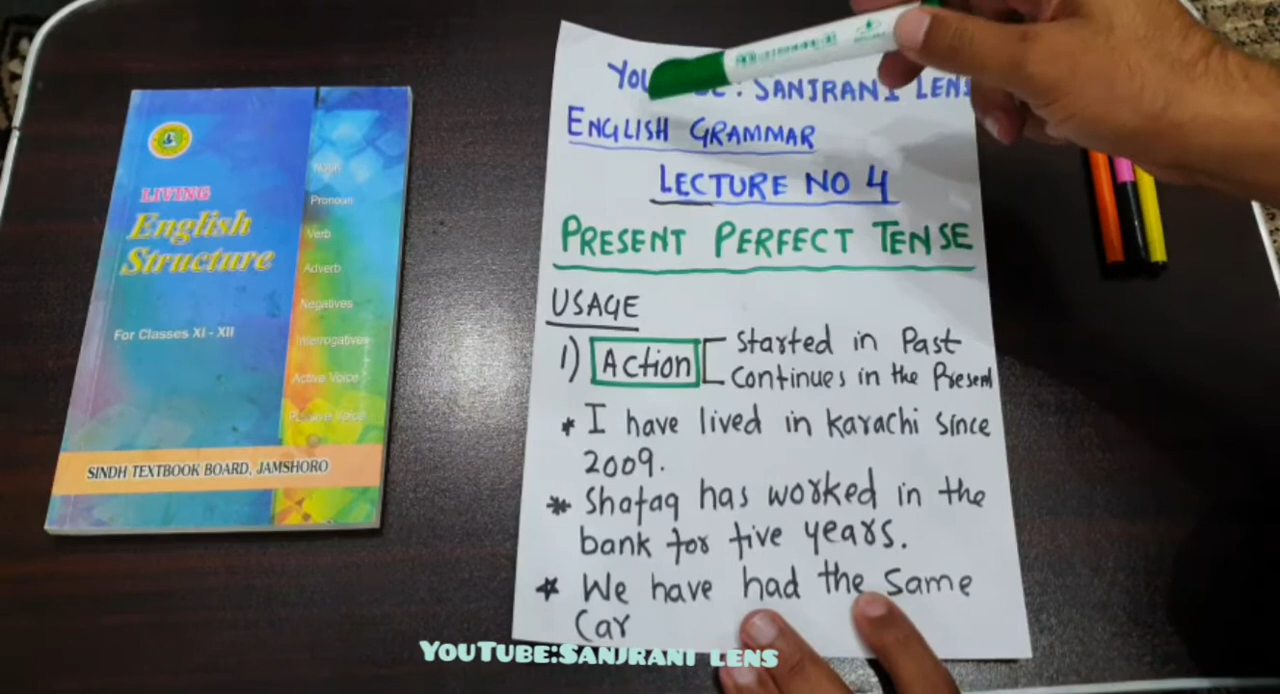 LIVING
English
Structure
For Classes XI - XII
SINDH TEXTBOOK BOARD, JAMSHORO
Noun
Pronoun
Verb
Adverb
Negatives
Interrogatives
Active Voice
Passive Voice
SANJRANI LENS
ENGLISH GRAMMAR
LECTURE NO 4
PRESENT PERFECT TENSE
USAGE
1) Action Started in Past
Continues in the Present
* I have lived in Karachi since
2009.
* Shafaq has worked in the
bank for five years.
* We have had the Same
Car
YouTube:Sanjrani lens